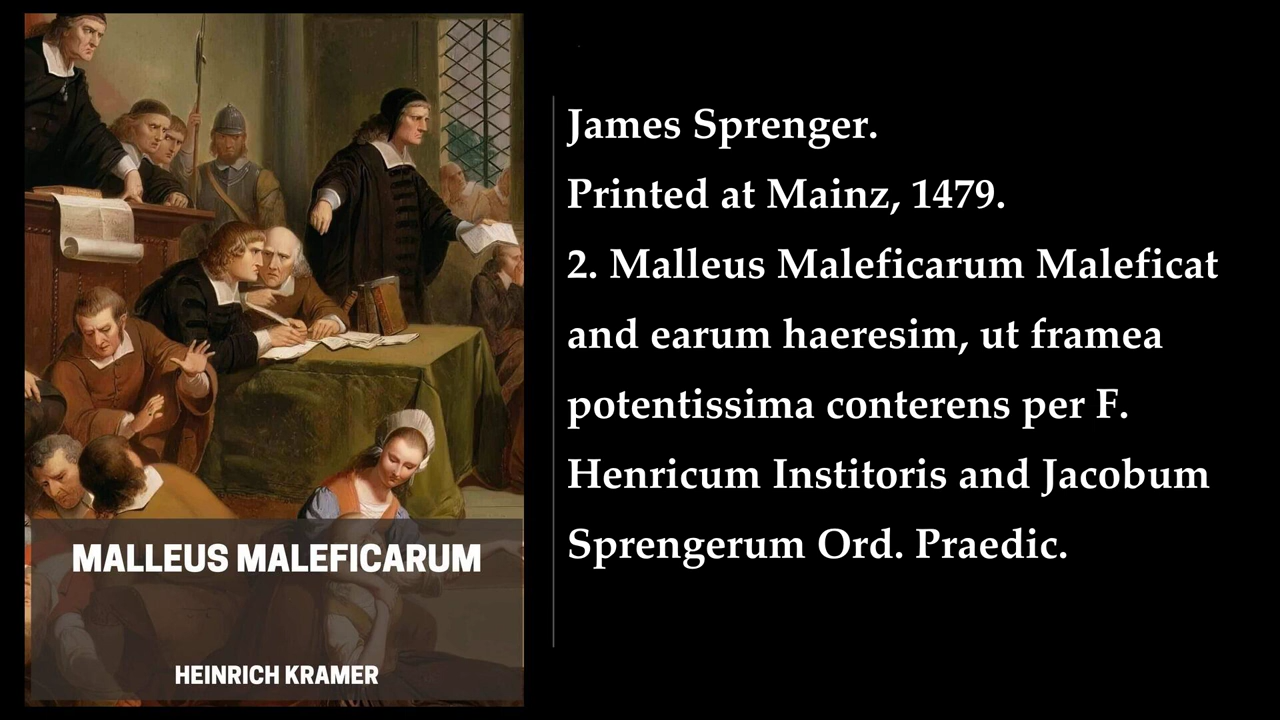 MALLEUS MALEFICARUM
HEINRICH KRAMER
James Sprenger.
Printed at Mainz, 1479.
2. Malleus Maleficarum Maleficat
and earum haeresim, ut framea
potentissima conterens per F.
Henricum Institoris and Jacobum
Sprengerum Ord. Praedic.